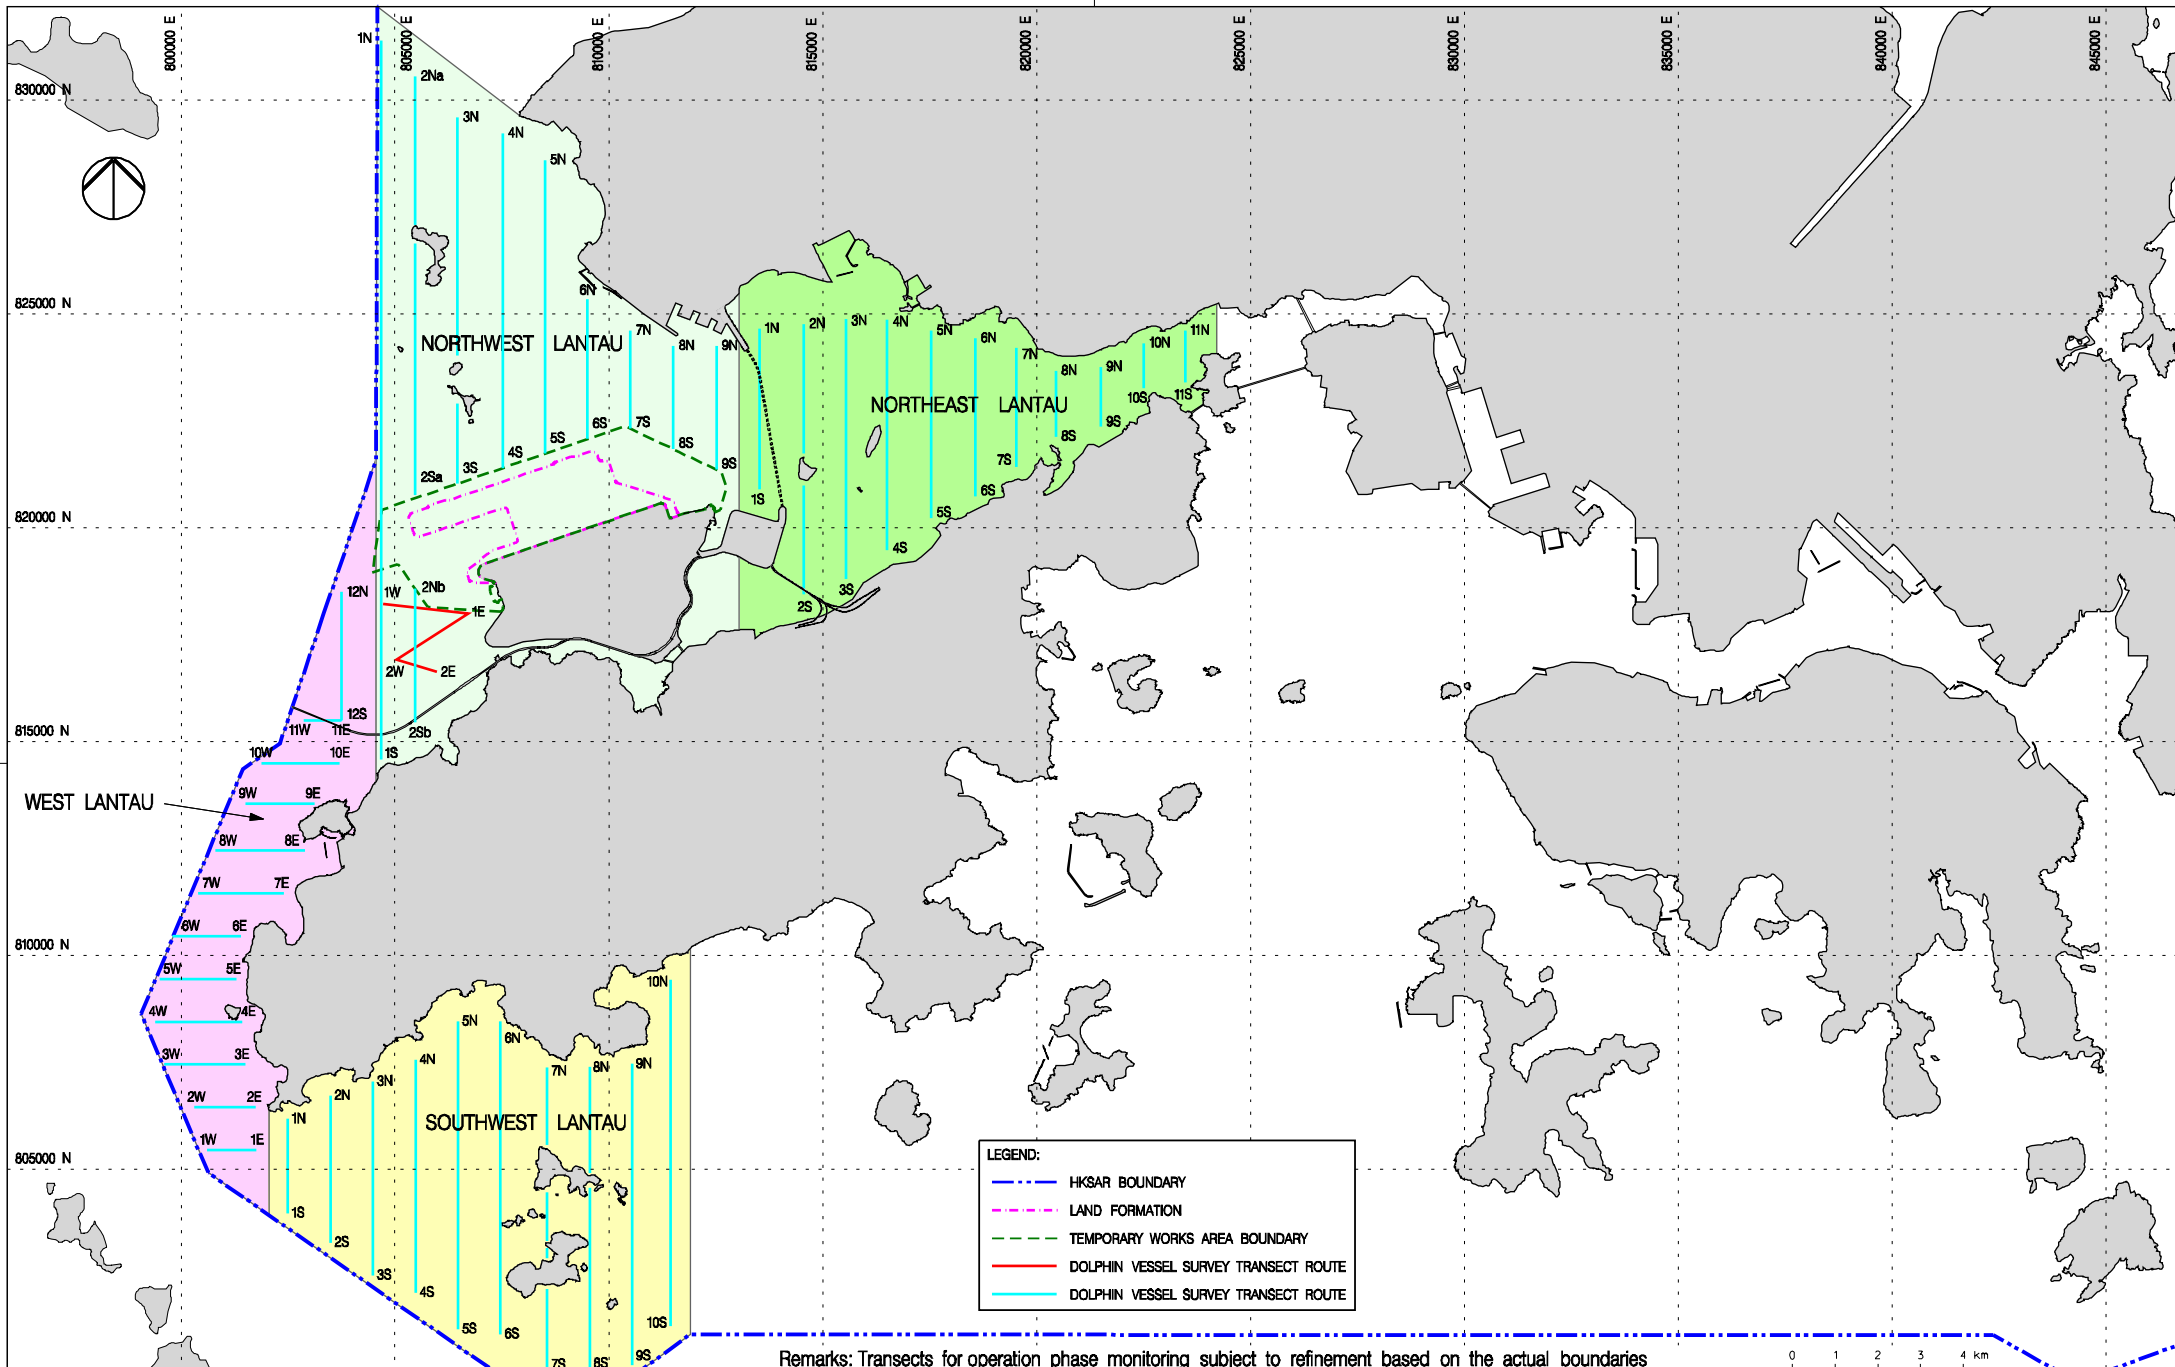 800000 E
805000 E
810000 E
815000 E
820000 E
825000 E
830000 E
835000 E
840000 E
845000 E
830000 N
825000 N
820000 N
815000 N
810000 N
805000 N
1N
2Na
3N
4N
5N
6N
7N
8N
9N
NORTHWEST LANTAU
2Sa
3S
4S
5S
6S
7S
8S
9S
1N
2N
3N
4N
5N
6N
7N
8N
9N
10N
11N
NORTHEAST LANTAU
1S
2S
3S
4S
5S
6S
7S
8S
9S
10S
11S
12N
1W
2Nb
1E
2W
2E
12S
11W
11E
2Sb
1S
10W
10E
WEST LANTAU
9W
9E
8W
8E
7W
7E
6W
6E
5W
5E
4W
4E
3W
3E
2W
2E
1W
1E
1N
2N
3N
4N
5N
6N
7N
8N
9N
10N
SOUTHWEST LANTAU
1S
2S
3S
4S
5S
6S
7S
8S
9S
10S
LEGEND:
HKSAR BOUNDARY
LAND FORMATION
TEMPORARY WORKS AREA BOUNDARY
DOLPHIN VESSEL SURVEY TRANSECT ROUTE
DOLPHIN VESSEL SURVEY TRANSECT ROUTE
Remarks: Transects for operation phase monitoring subject to refinement based on the actual boundaries
0 1 2 3 4 km